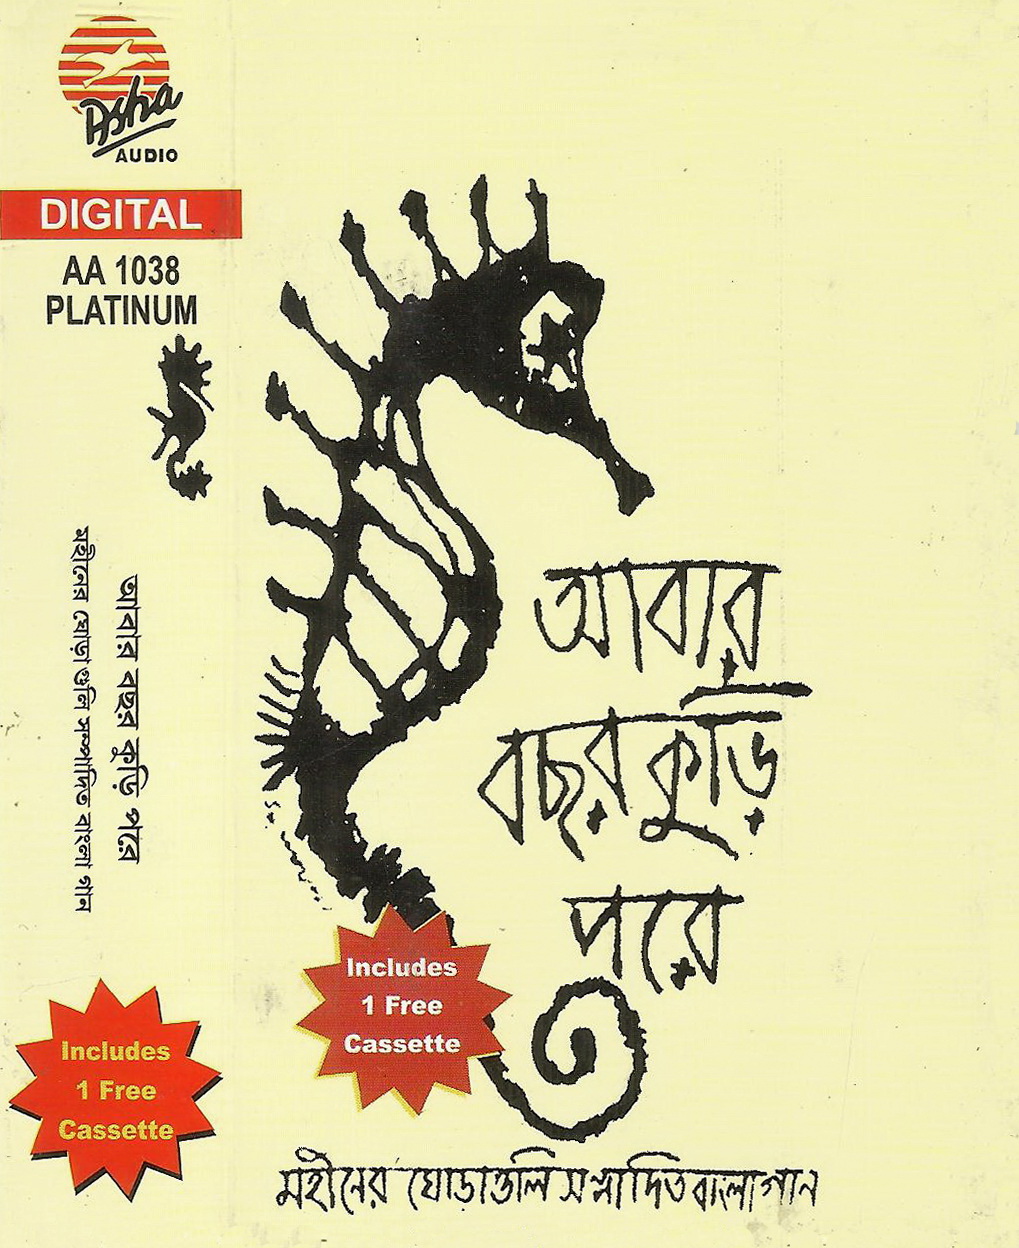 Asha
AUDIO
DIGITAL
AA 1038
PLATINUM
আবার বছর কুড়ি পরে
মহীনের ঘোড়াগুলি সম্পাদিত বাংলা গান
Includes
1 Free
Cassette
আবার
বছর কুড়ি
পরে
Includes
1 Free
Cassette
মহীনের ঘোড়াগুলি সম্পাদিত বাংলা গান